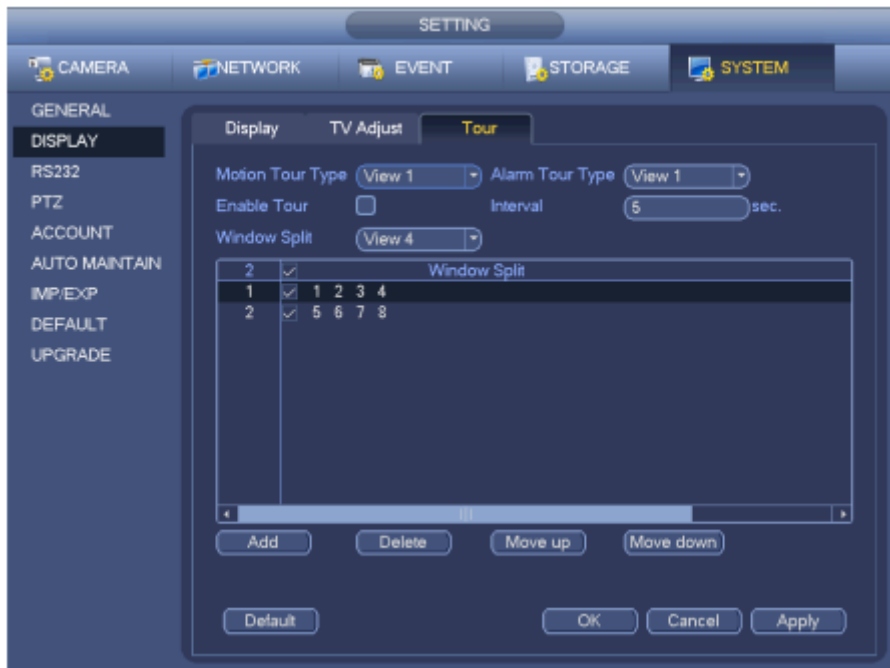 SETTING
CAMERA NETWORK EVENT STORAGE SYSTEM
GENERAL
DISPLAY
RS232
PTZ
ACCOUNT
AUTO MAINTAIN
IMP/EXP
DEFAULT
UPGRADE
Display TV Adjust Tour
Motion Tour Type View 1 Alarm Tour Type View 1
Enable Tour Interval 5 sec.
Window Split View 4
2 Window Split
1 1 2 3 4
2 5 6 7 8
Add Delete Move up Move down
Default OK Cancel Apply